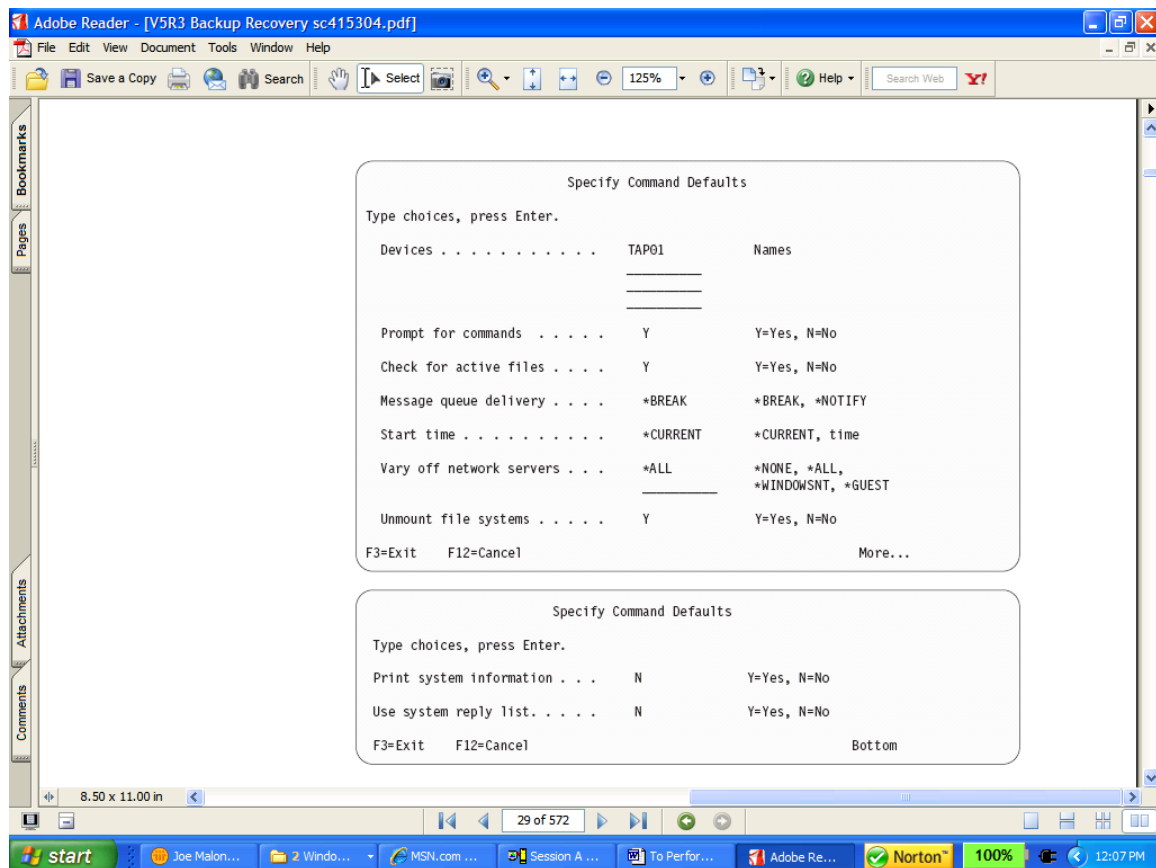 Adobe Reader - [V5R3 Backup Recovery sc415304.pdf]
File Edit View Document Tools Window Help
Save a Copy Search Select 125% Help Search Web Y!
Bookmarks
Pages
Attachments
Comments
Specify Command Defaults
Type choices, press Enter.
Devices . . . . . . . . . . . TAP01 Names
__________
__________
__________
Prompt for commands . . . . . Y Y=Yes, N=No
Check for active files . . . . Y Y=Yes, N=No
Message queue delivery . . . . *BREAK *BREAK, *NOTIFY
Start time . . . . . . . . . . *CURRENT *CURRENT, time
Vary off network servers . . . *ALL *NONE, *ALL,
__________ *WINDOWSNT, *GUEST
Unmount file systems . . . . . Y Y=Yes, N=No
F3=Exit F12=Cancel More...
Specify Command Defaults
Type choices, press Enter.
Print system information . . . N Y=Yes, N=No
Use system reply list. . . . . N Y=Yes, N=No
F3=Exit F12=Cancel Bottom
8.50 x 11.00 in
29 of 572
start Joe Malon... 2 Windo... MSN.com ... Session A ... To Perfor... Adobe Re... Norton™ 100% 12:07 PM